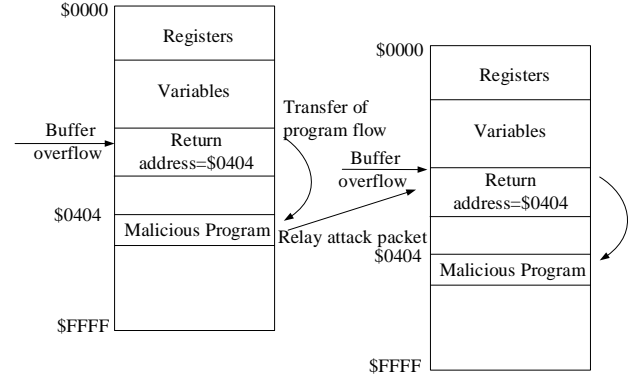 $0000
Registers
Variables
Buffer
overflow
Return
address=$0404
Transfer of
program flow
$0404
Malicious Program
Relay attack packet
$FFFF
$0000
Registers
Variables
Buffer
overflow
Return
address=$0404
$0404
Malicious Program
$FFFF